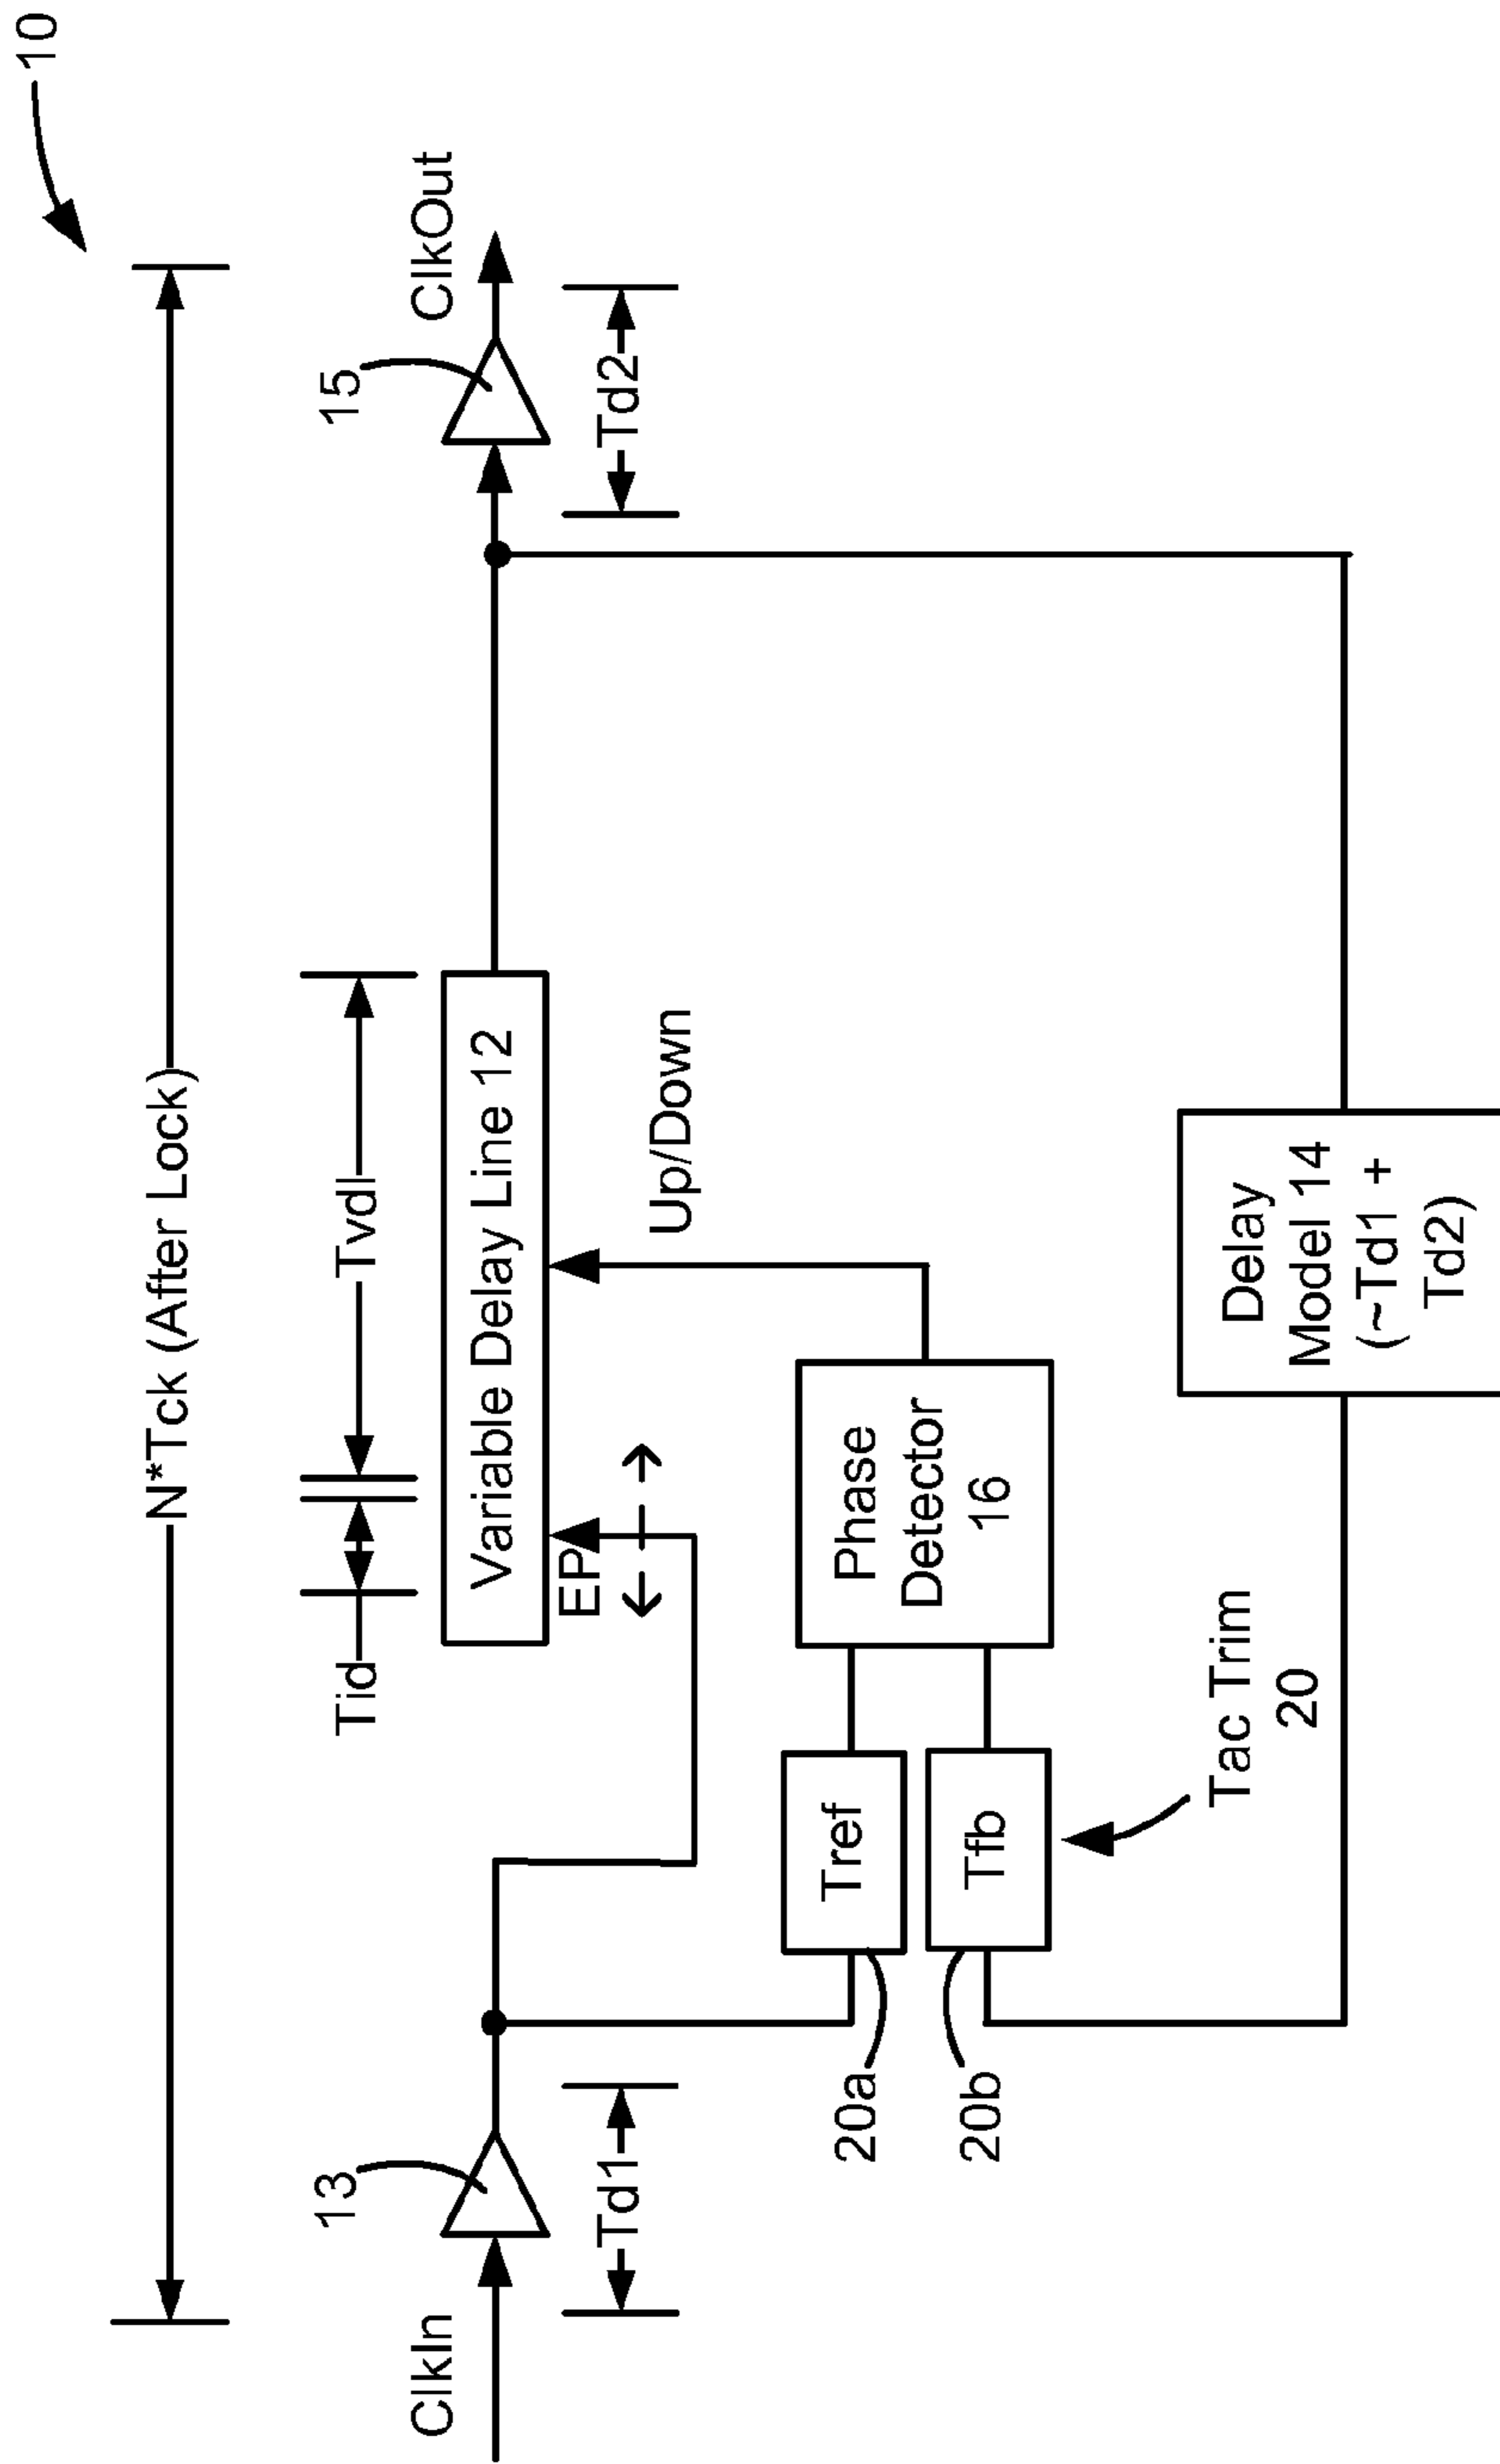 10
N*Tck (After Lock)
Tid
Tvdl
13
15
ClkIn
Variable Delay Line 12
ClkOut
EP
Td1
Td2
Up/Down
20a
Tref
Phase
Detector
16
20b
Tfb
Tac Trim
20
Delay
Model 14
(~Td1 +
Td2)